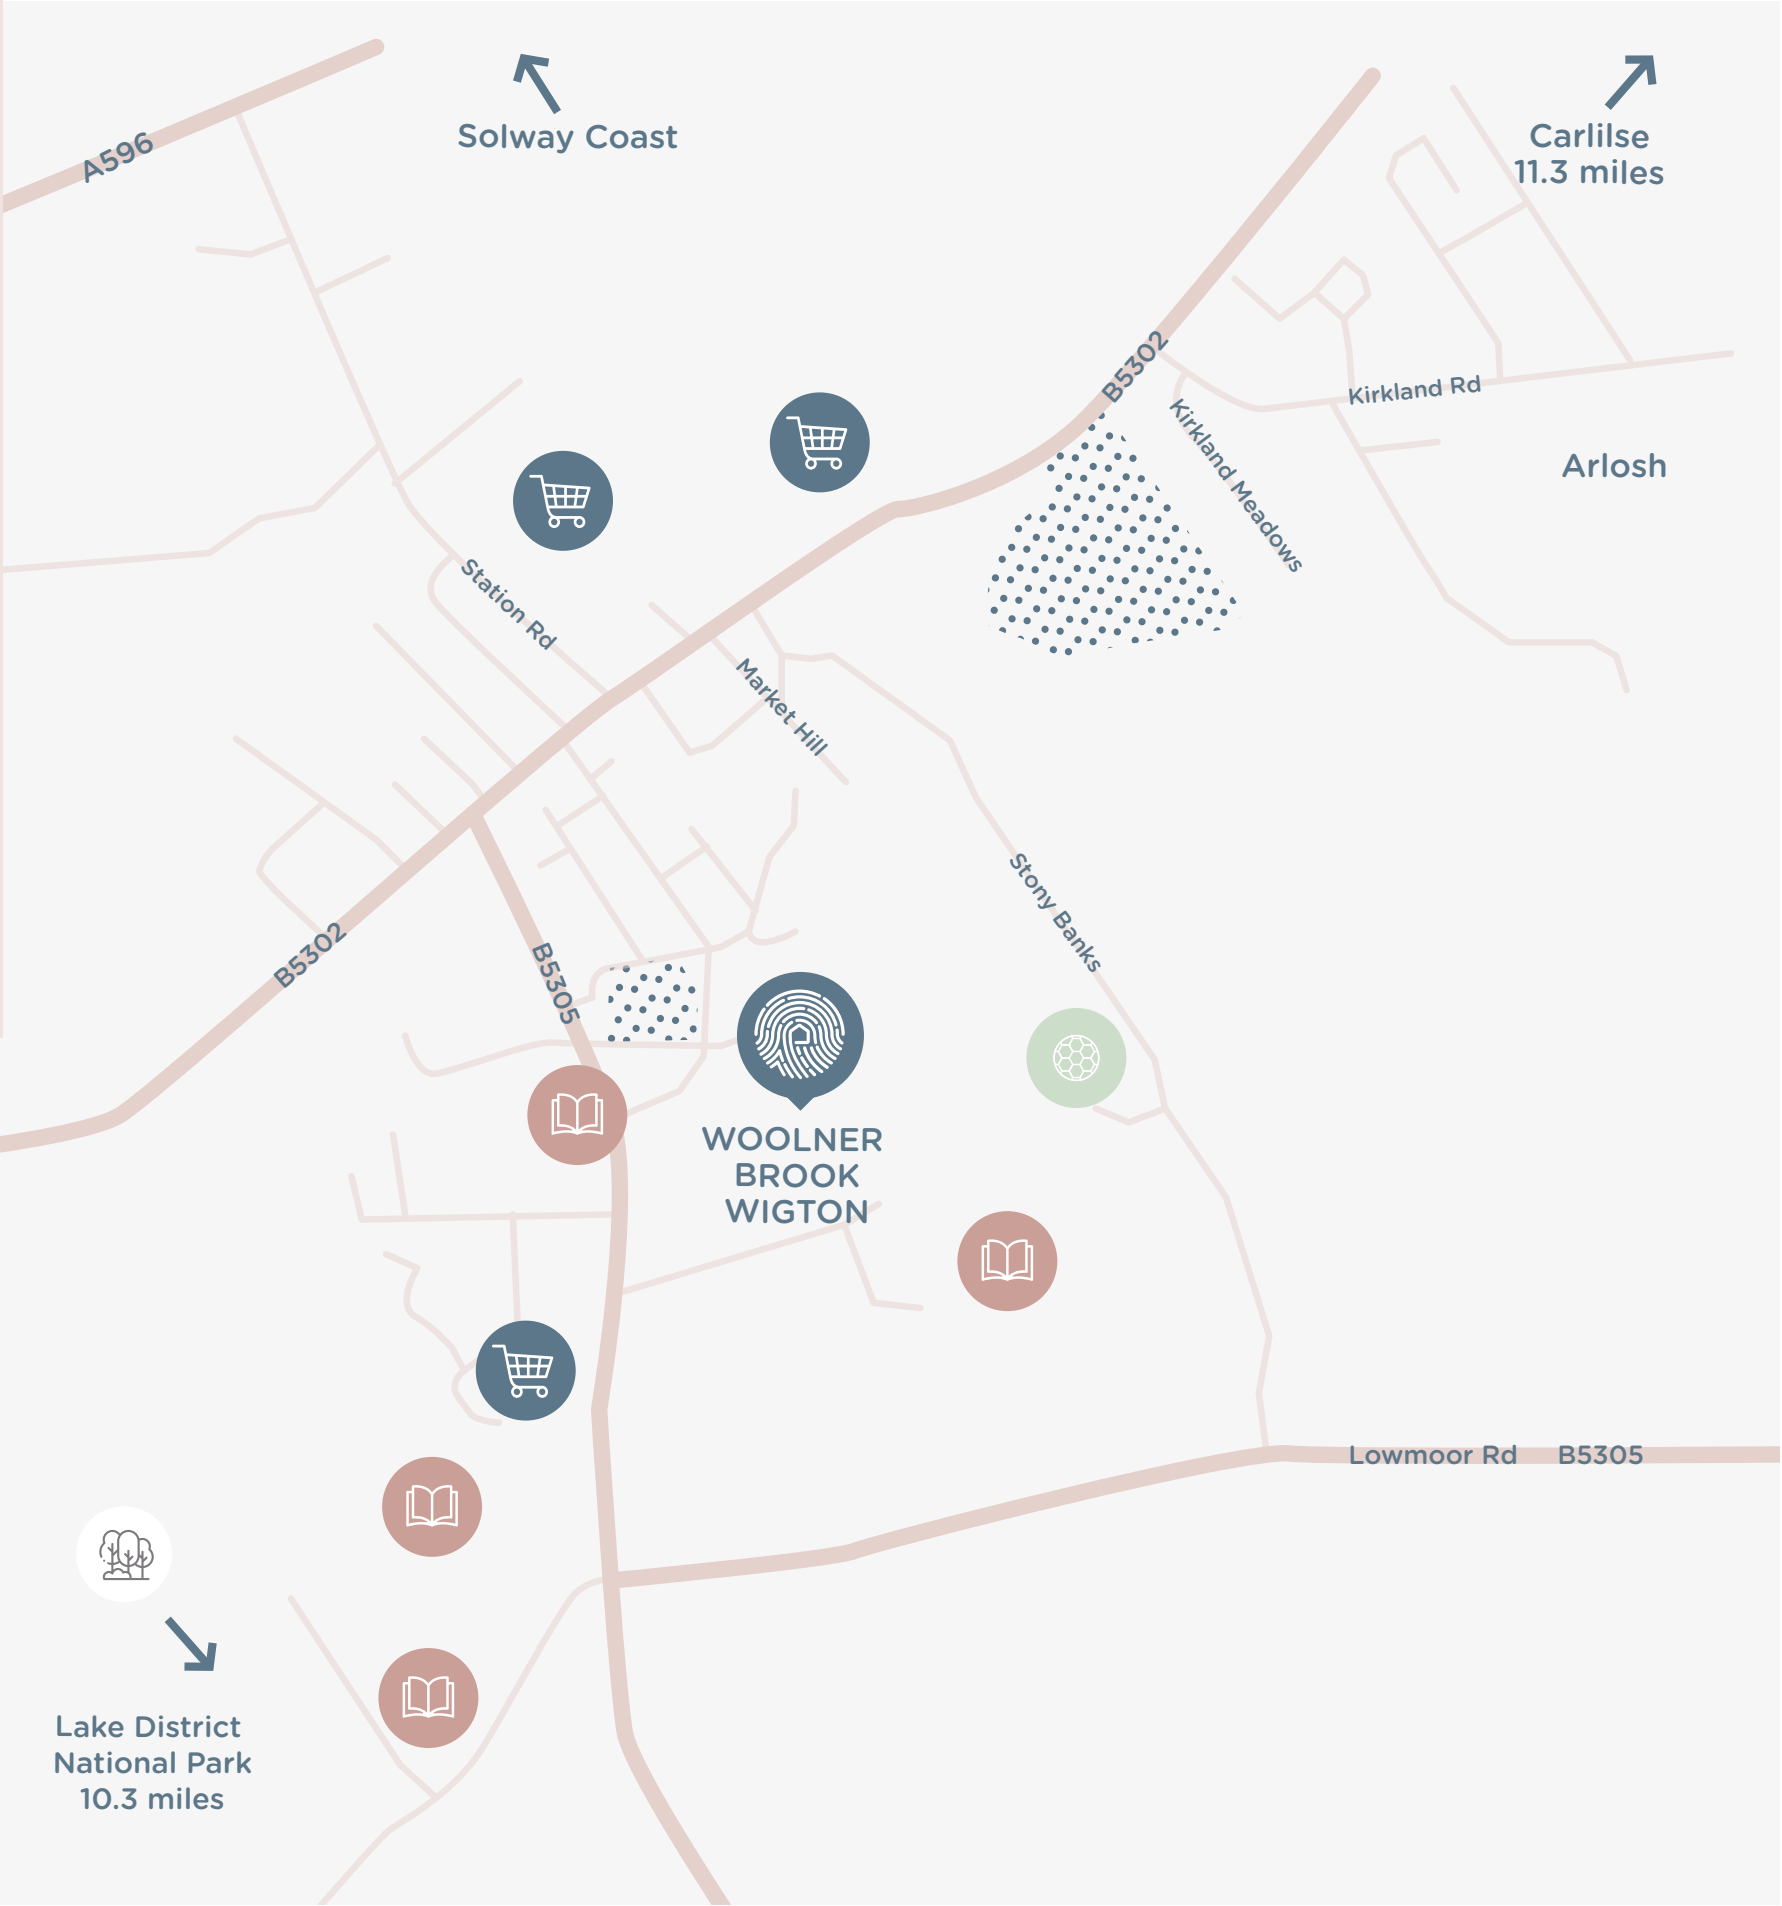 A596
Solway Coast
Carlilse
11.3 miles
B5302
Kirkland Rd
Kirkland Meadows
Arlosh
Station Rd
Market Hill
Stony Banks
B5302
B5305
WOOLNER
BROOK
WIGTON
Lowmoor Rd B5305
Lake District
National Park
10.3 miles